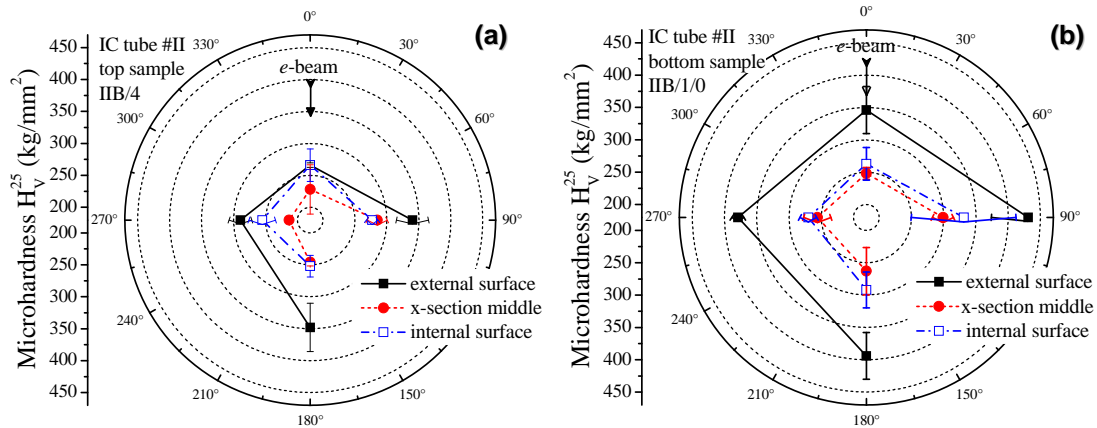 IC tube #II
top sample
IIB/4
(a)
e-beam
0°
30°
60°
90°
120°
150°
180°
210°
240°
270°
300°
330°
Microhardness H_V^25 (kg/mm²)
450
400
350
300
250
200
200
250
300
350
400
450
external surface
x-section middle
internal surface
IC tube #II
bottom sample
IIB/1/0
(b)
e-beam
0°
30°
60°
90°
120°
150°
180°
210°
240°
270°
300°
330°
Microhardness H_V^25 (kg/mm²)
450
400
350
300
250
200
200
250
300
350
400
450
external surface
x-section middle
internal surface